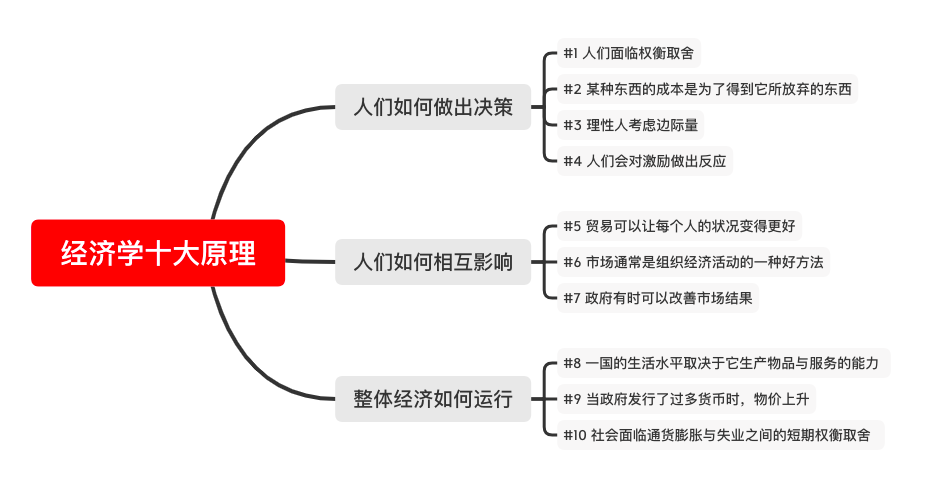 经济学十大原理
人们如何做出决策
#1 人们面临权衡取舍
#2 某种东西的成本是为了得到它所放弃的东西
#3 理性人考虑边际量
#4 人们会对激励做出反应
人们如何相互影响
#5 贸易可以让每个人的状况变得更好
#6 市场通常是组织经济活动的一种好方法
#7 政府有时可以改善市场结果
整体经济如何运行
#8 一国的生活水平取决于它生产物品与服务的能力
#9 当政府发行了过多货币时，物价上升
#10 社会面临通货膨胀与失业之间的短期权衡取舍